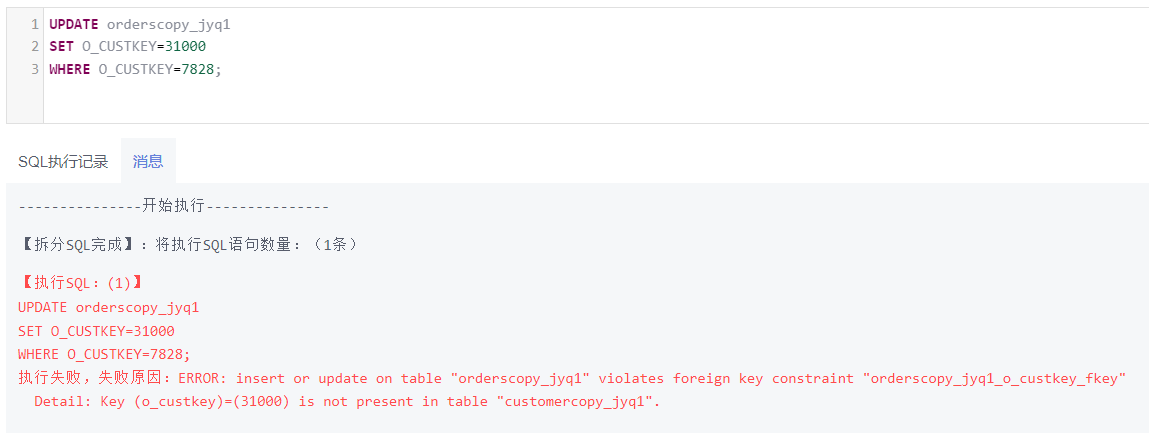 1 UPDATE orderscopy_jyq1
2 SET O_CUSTKEY=31000
3 WHERE O_CUSTKEY=7828;
SQL执行记录 消息
---------------开始执行---------------
【拆分SQL完成】：将执行SQL语句数量：（1条）
【执行SQL：(1)】
UPDATE orderscopy_jyq1
SET O_CUSTKEY=31000
WHERE O_CUSTKEY=7828;
执行失败，失败原因：ERROR: insert or update on table "orderscopy_jyq1" violates foreign key constraint "orderscopy_jyq1_o_custkey_fkey"
Detail: Key (o_custkey)=(31000) is not present in table "customercopy_jyq1".